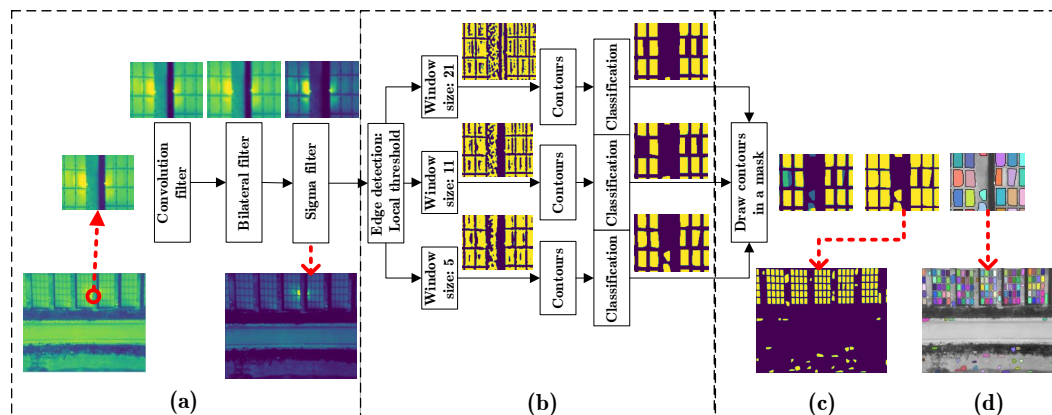 Convolution
filter
Bilateral filter
Sigma filter
Edge detection:
Local threshold
Window
size: 21
Window
size: 11
Window
size: 5
Contours
Contours
Contours
Classification
Classification
Classification
Draw contours
in a mask
(a)
(b)
(c)
(d)